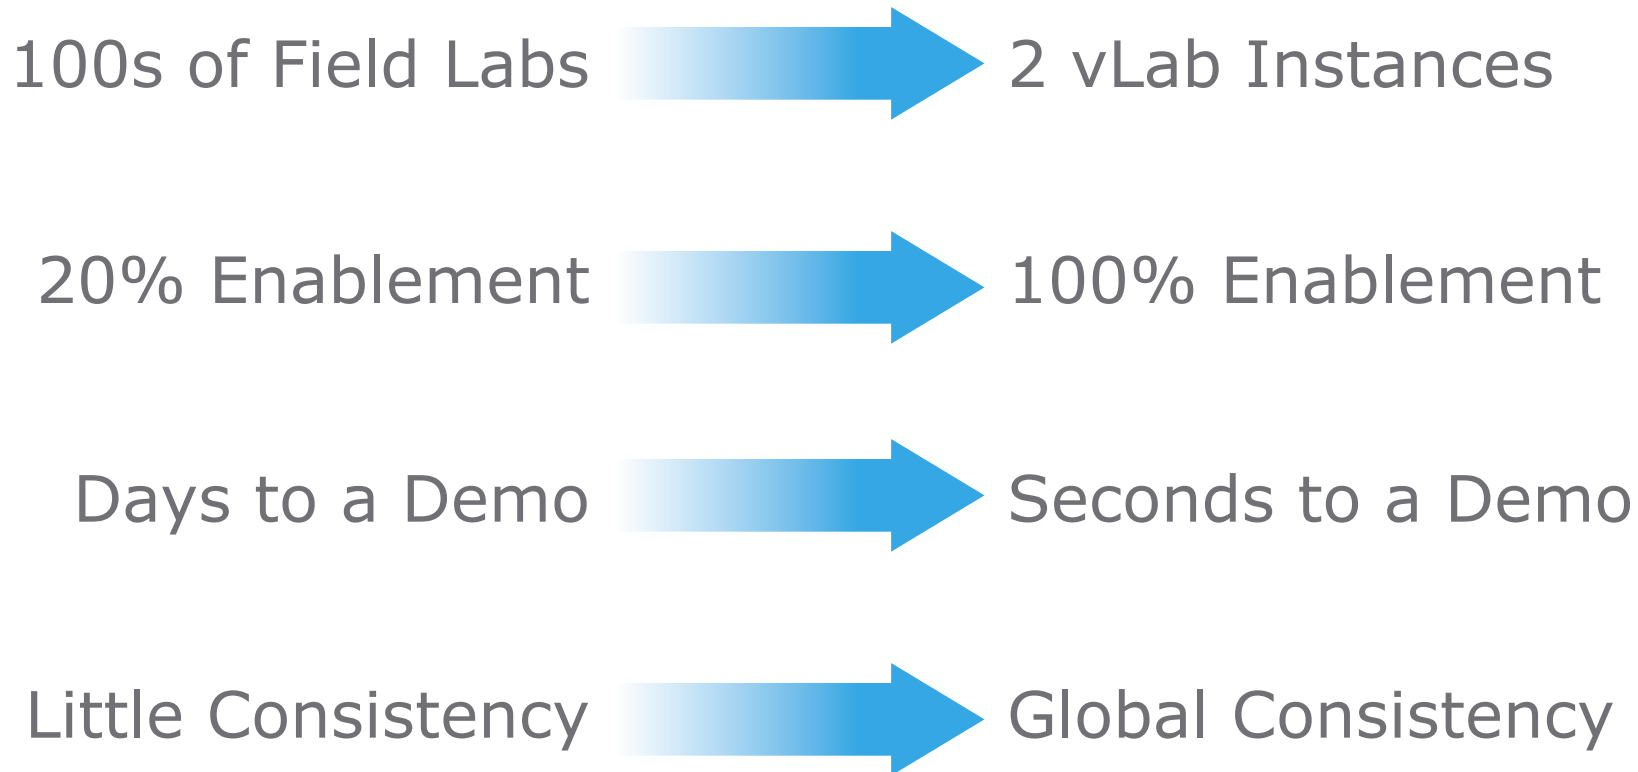 100s of Field Labs 2 vLab Instances
20% Enablement 100% Enablement
Days to a Demo Seconds to a Demo
Little Consistency Global Consistency